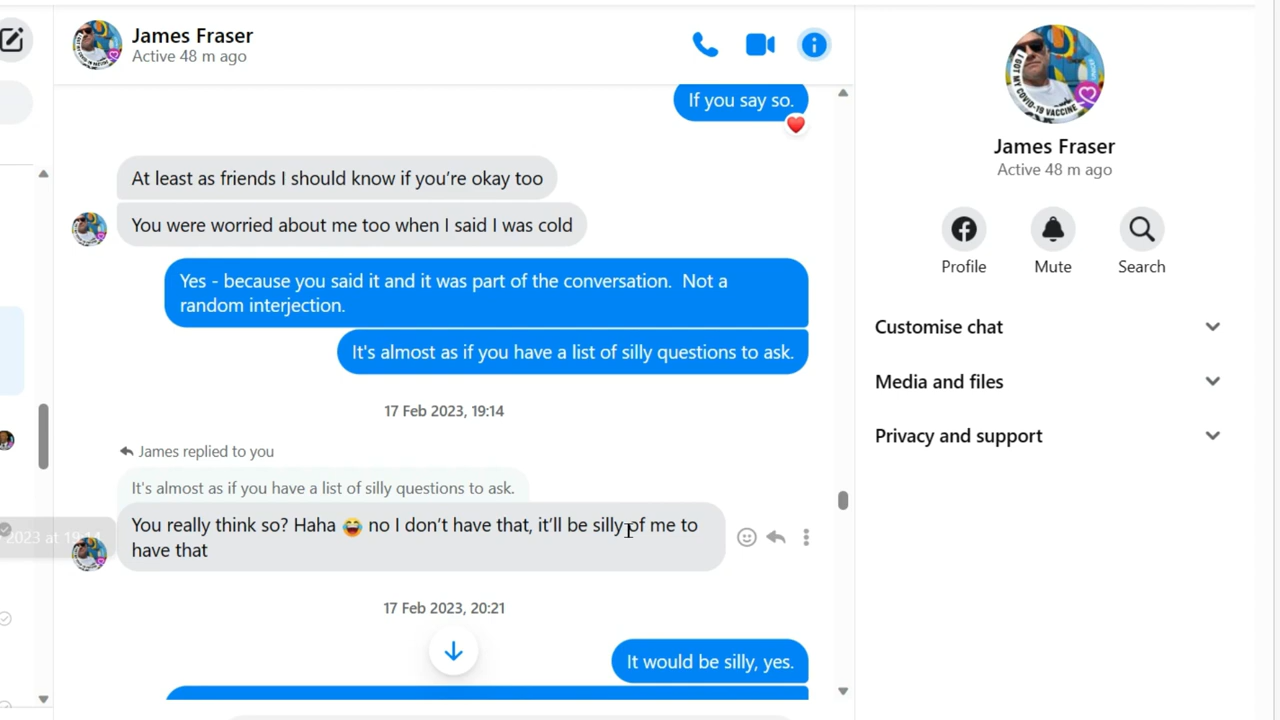 James Fraser
Active 48 m ago
If you say so.
At least as friends I should know if you're okay too
You were worried about me too when I said I was cold
Yes - because you said it and it was part of the conversation.  Not a
random interjection.
It's almost as if you have a list of silly questions to ask.
17 Feb 2023, 19:14
James replied to you
It's almost as if you have a list of silly questions to ask.
You really think so? Haha 😂 no I don't have that, it'll be silly of me to
have that
17 Feb 2023, 20:21
It would be silly, yes.
I GOT MY COVID-19 VACCINE
James Fraser
Active 48 m ago
Profile
Mute
Search
Customise chat
Media and files
Privacy and support